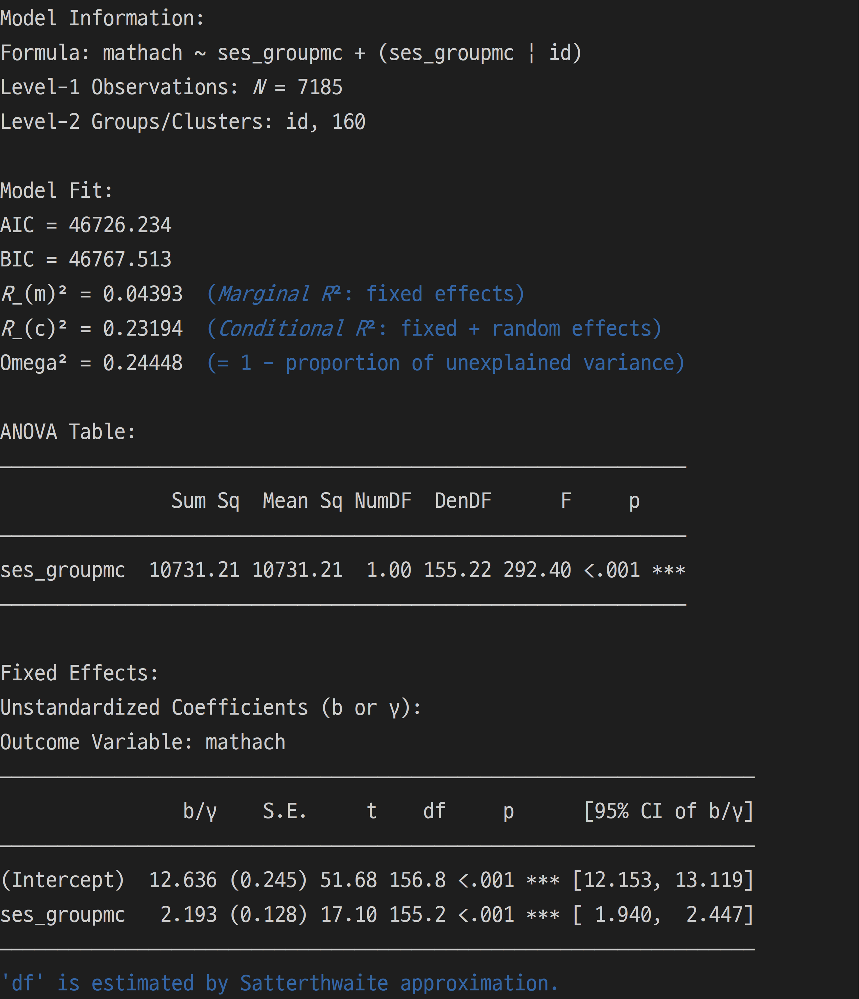 Model Information:
Formula: mathach ~ ses_groupmc + (ses_groupmc ¦ id)
Level-1 Observations: N = 7185
Level-2 Groups/Clusters: id, 160
Model Fit:
AIC = 46726.234
BIC = 46767.513
R_(m)² = 0.04393  (Marginal R²: fixed effects)
R_(c)² = 0.23194  (Conditional R²: fixed + random effects)
Omega² = 0.24448  (= 1 - proportion of unexplained variance)
ANOVA Table:
Sum Sq  Mean Sq NumDF  DenDF      F     p
ses_groupmc  10731.21 10731.21  1.00 155.22 292.40 <.001 ***
Fixed Effects:
Unstandardized Coefficients (b or γ):
Outcome Variable: mathach
b/γ    S.E.     t    df     p      [95% CI of b/γ]
(Intercept)  12.636 (0.245) 51.68 156.8 <.001 *** [12.153, 13.119]
ses_groupmc   2.193 (0.128) 17.10 155.2 <.001 *** [ 1.940,  2.447]
'df' is estimated by Satterthwaite approximation.